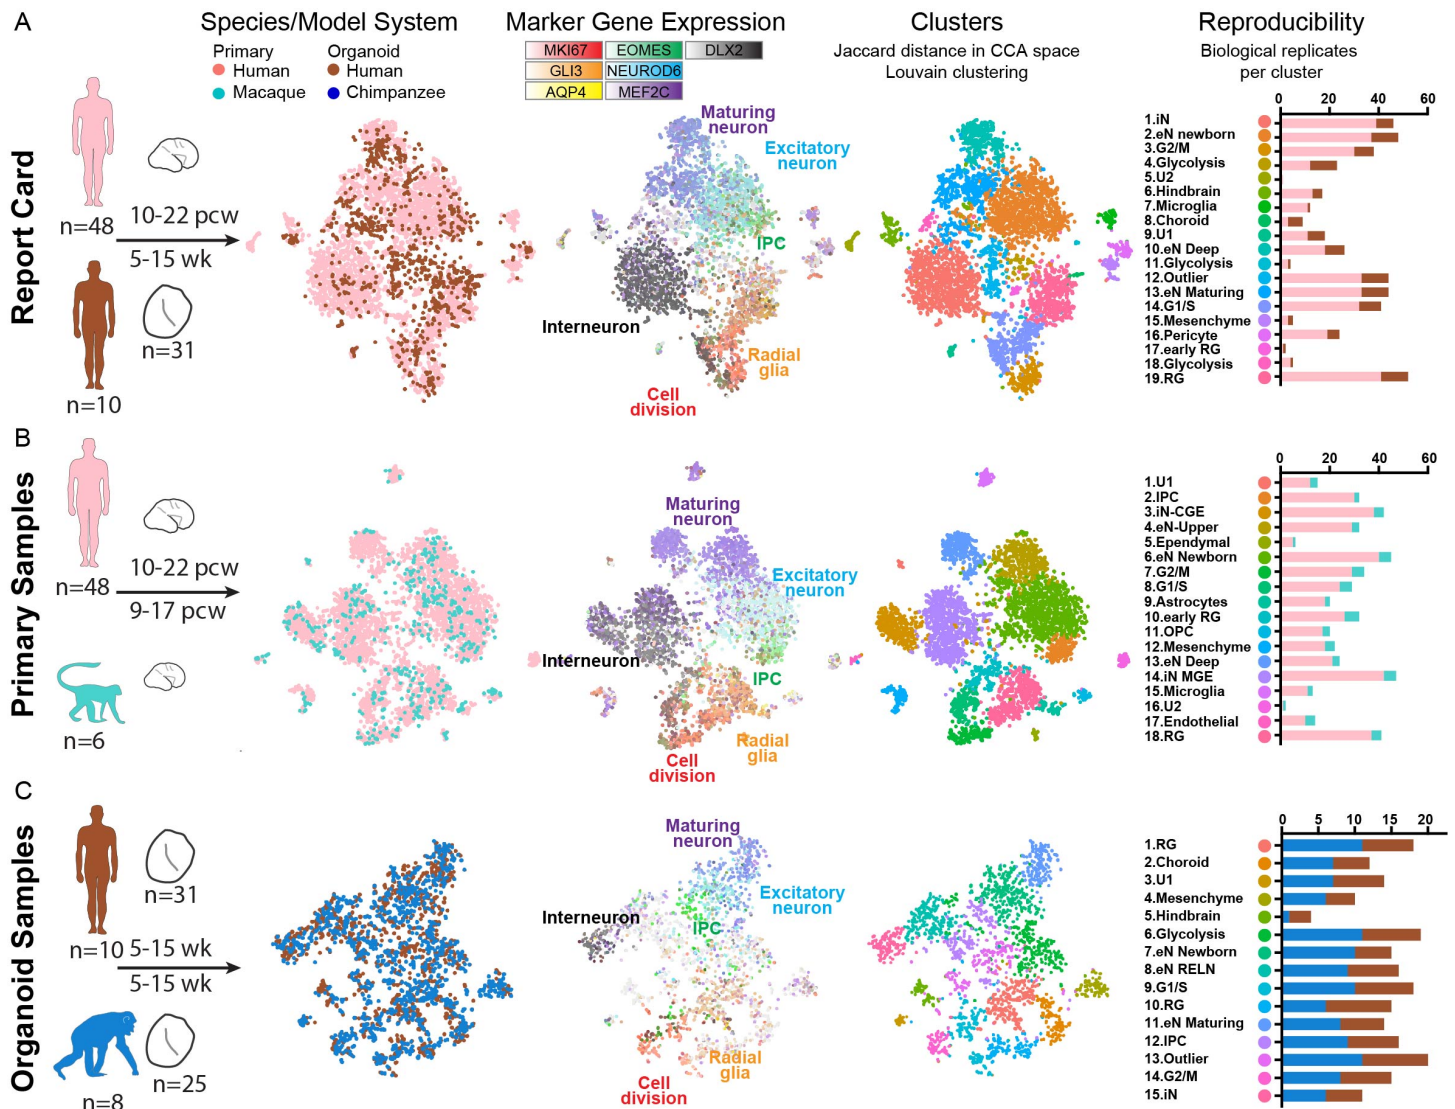 A
Species/Model System
Marker Gene Expression
Clusters
Reproducibility
Primary
Organoid
Human
Human
Macaque
Chimpanzee
MKI67
EOMES
DLX2
GLI3
NEUROD6
AQP4
MEF2C
Jaccard distance in CCA space
Louvain clustering
Biological replicates
per cluster
Report Card
n=48
10-22 pcw
5-15 wk
n=31
n=10
Maturing
neuron
Excitatory
neuron
IPC
Interneuron
Radial
glia
Cell
division
0 20 40 60
1.iN
2.eN newborn
3.G2/M
4.Glycolysis
5.U2
6.Hindbrain
7.Microglia
8.Choroid
9.U1
10.eN Deep
11.Glycolysis
12.Outlier
13.eN Maturing
14.G1/S
15.Mesenchyme
16.Pericyte
17.early RG
18.Glycolysis
19.RG
B
Primary Samples
n=48
10-22 pcw
9-17 pcw
n=6
Maturing
neuron
Excitatory
neuron
Interneuron
IPC
Radial
glia
Cell
division
0 20 40 60
1.U1
2.IPC
3.iN-CGE
4.eN-Upper
5.Ependymal
6.eN Newborn
7.G2/M
8.G1/S
9.Astrocytes
10.early RG
11.OPC
12.Mesenchyme
13.eN Deep
14.iN MGE
15.Microglia
16.U2
17.Endothelial
18.RG
C
Organoid Samples
n=31
n=10
5-15 wk
5-15 wk
n=25
n=8
Maturing
neuron
Excitatory
neuron
Interneuron
IPC
Radial
glia
Cell
division
0 5 10 15 20
1.RG
2.Choroid
3.U1
4.Mesenchyme
5.Hindbrain
6.Glycolysis
7.eN Newborn
8.eN RELN
9.G1/S
10.RG
11.eN Maturing
12.IPC
13.Outlier
14.G2/M
15.iN